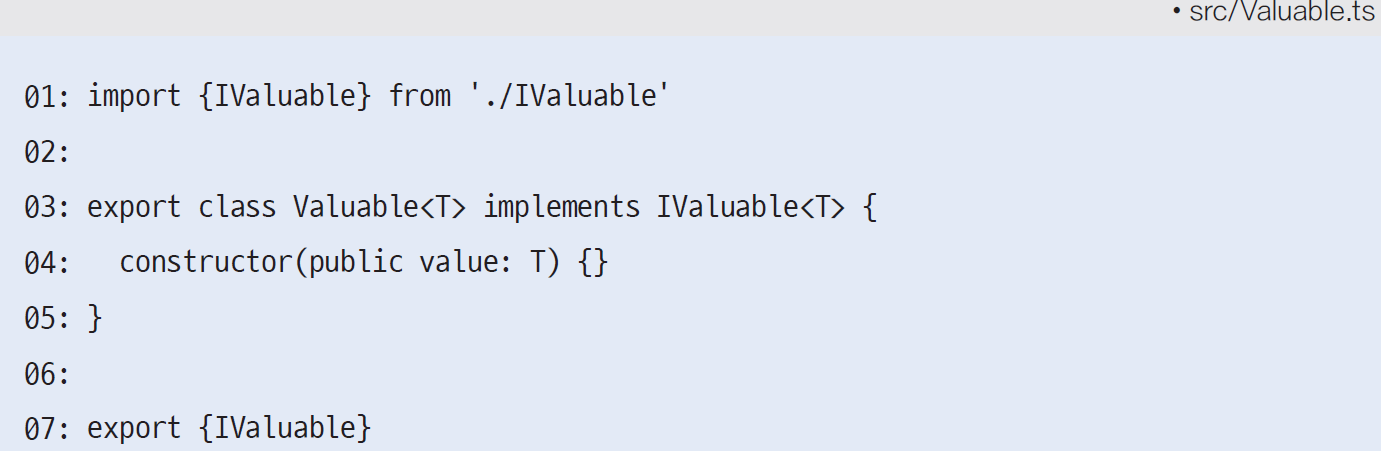 • src/Valuable.ts
01: import {IValuable} from './IValuable'
02:
03: export class Valuable<T> implements IValuable<T> {
04:   constructor(public value: T) {}
05: }
06:
07: export {IValuable}